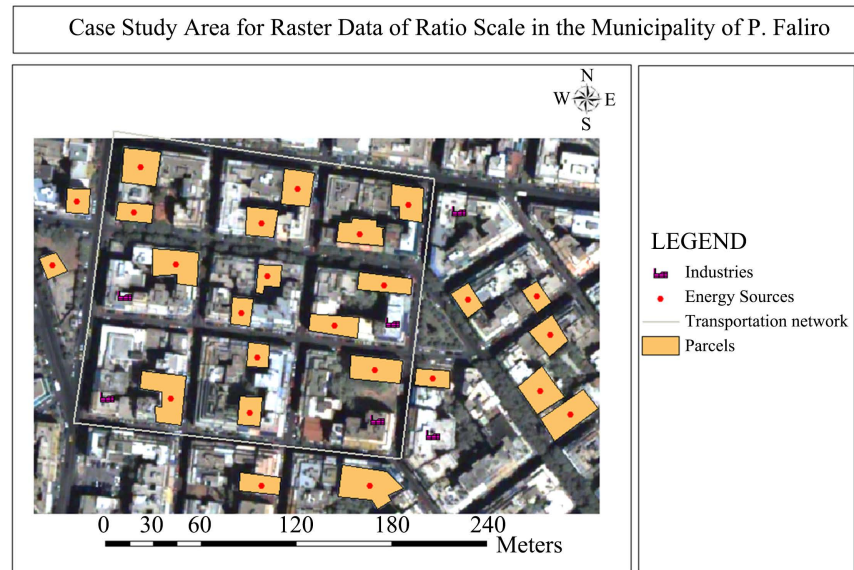 Case Study Area for Raster Data of Ratio Scale in the Municipality of P. Faliro
N
W E
S
LEGEND
Industries
Energy Sources
Transportation network
Parcels
0 30 60 120 180 240
Meters